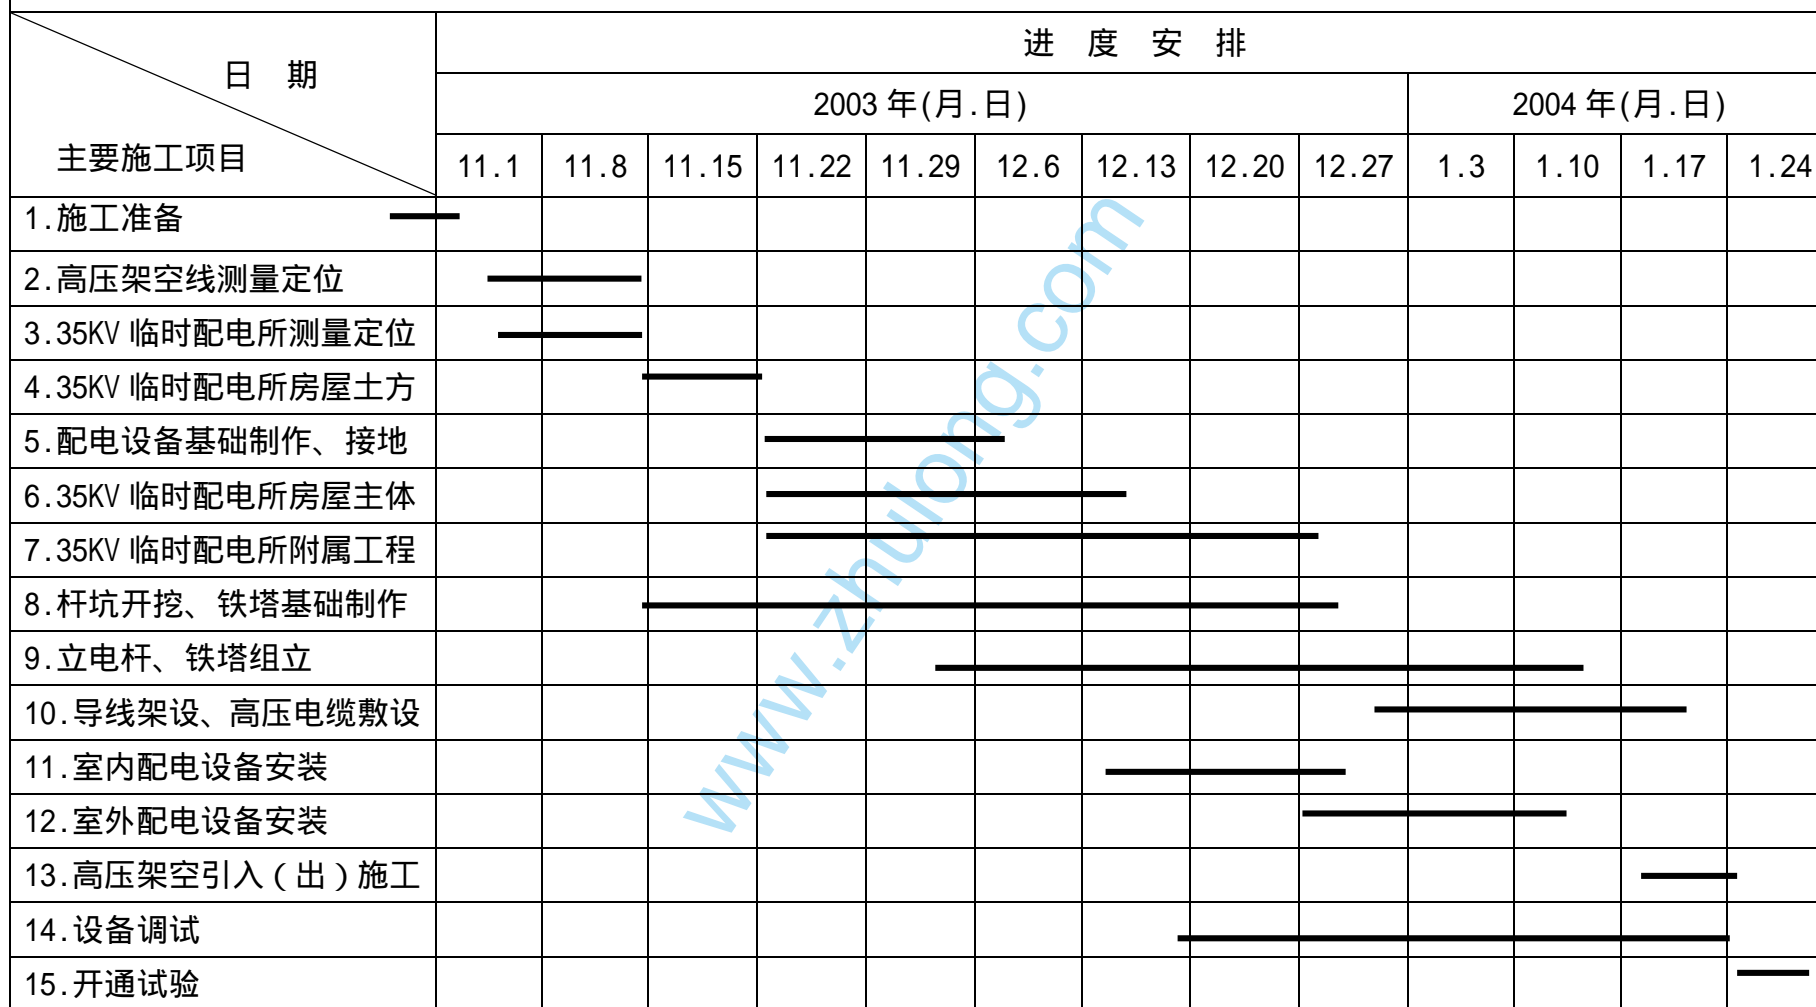 进 度 安 排
日 期
主要施工项目
2003 年(月.日)
2004 年(月.日)
11.1 11.8 11.15 11.22 11.29 12.6 12.13 12.20 12.27 1.3 1.10 1.17 1.24
1.施工准备
2.高压架空线测量定位
3.35KV 临时配电所测量定位
4.35KV 临时配电所房屋土方
5.配电设备基础制作、接地
6.35KV 临时配电所房屋主体
7.35KV 临时配电所附属工程
8.杆坑开挖、铁塔基础制作
9.立电杆、铁塔组立
10.导线架设、高压电缆敷设
11.室内配电设备安装
12.室外配电设备安装
13.高压架空引入（出）施工
14.设备调试
15.开通试验
www.zhulong.com